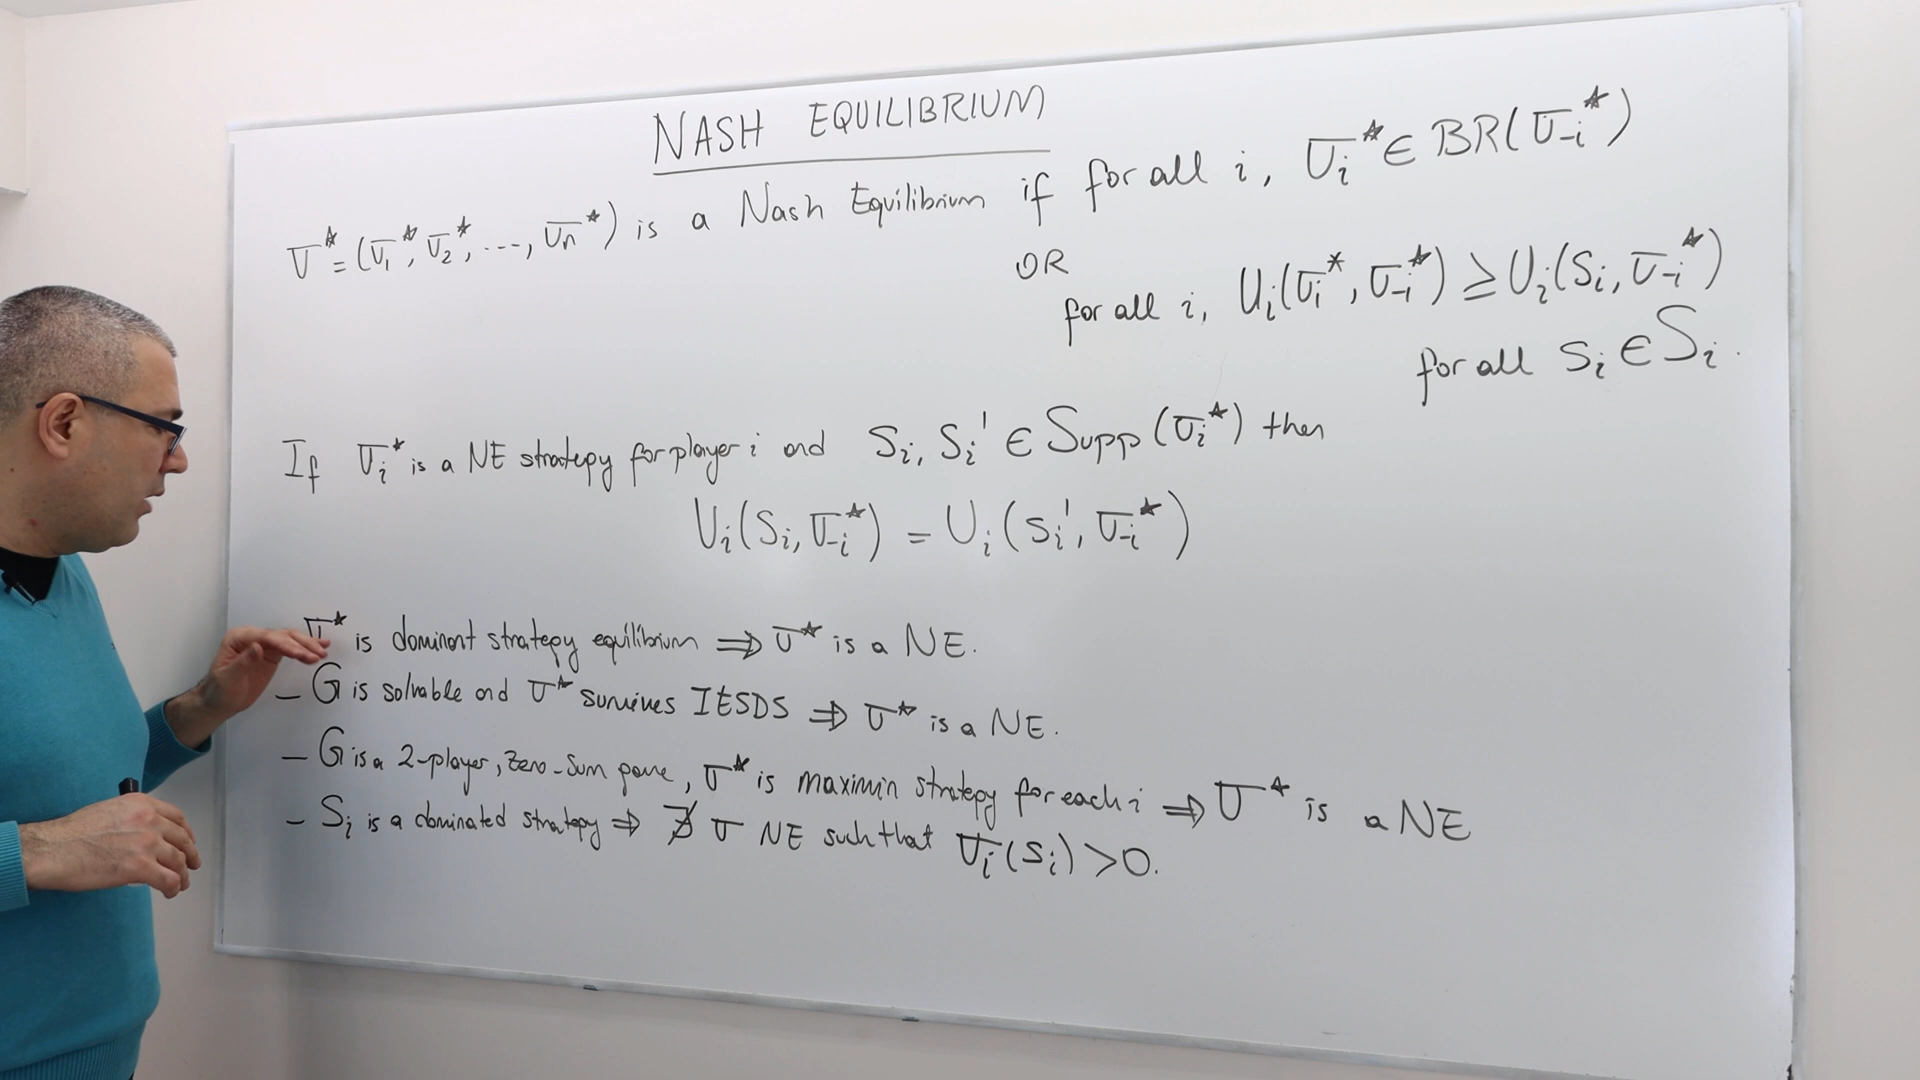 NASH EQUILIBRIUM
σ* = (σ₁*, σ₂*, ..., σₙ*) is a Nash Equilibrium if for all i, σᵢ* ∈ BR(σ₋ᵢ*)
OR
for all i, Uᵢ(σᵢ*, σ₋ᵢ*) ≥ Uᵢ(Sᵢ, σ₋ᵢ*)
for all Sᵢ ∈ Sᵢ.
If σᵢ* is a NE strategy for player i and Sᵢ, Sᵢ' ∈ Supp(σᵢ*) then
Uᵢ(Sᵢ, σ₋ᵢ*) = Uᵢ(Sᵢ', σ₋ᵢ*)
σ* is dominant strategy equilibrium ⇒ σ* is a NE.
– G is solvable and σ* survives IESDS ⇒ σ* is a NE.
– G is a 2-player, zero-sum game, σ* is maximin strategy for each i ⇒ σ* is a NE
– Sᵢ is a dominated strategy ⇒ ∄ σ NE such that σᵢ(Sᵢ) > 0.